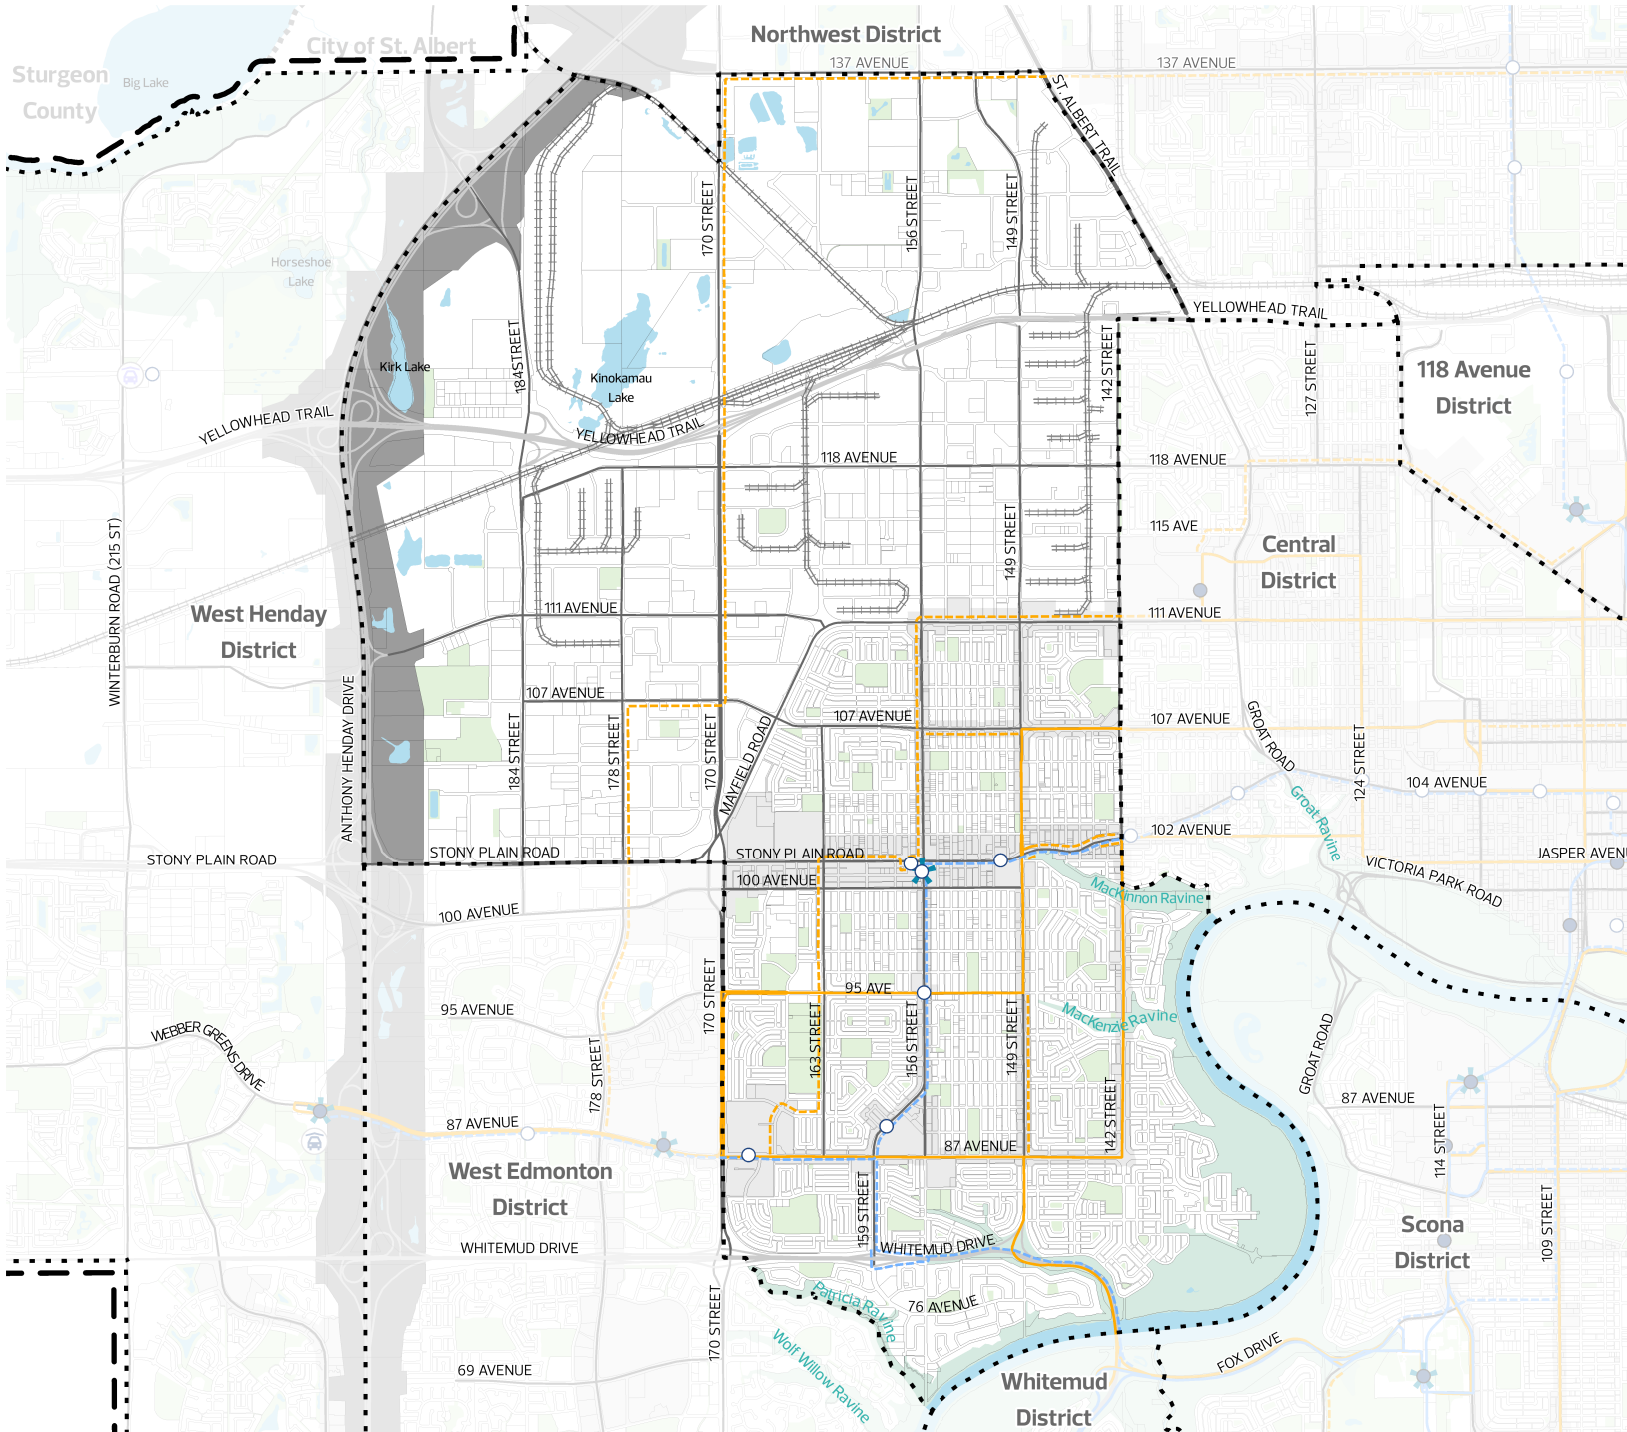 Northwest District
City of St. Albert
137 AVENUE
137 AVENUE
Sturgeon
County
Big Lake
ST. ALBERT TRAIL
170 STREET
156 STREET
149 STREET
Horseshoe
Lake
YELLOWHEAD TRAIL
184STREET
142 STREET
127 STREET
Kirk Lake
Kinokamau
Lake
118 Avenue
District
YELLOWHEAD TRAIL
YELLOWHEAD TRAIL
118 AVENUE
118 AVENUE
WINTERBURN ROAD (215 ST)
149 STREET
115 AVE
Central
District
West Henday
District
111 AVENUE
111 AVENUE
ANTHONY HENDAY DRIVE
107 AVENUE
107 AVENUE
107 AVENUE
184 STREET
178 STREET
170 STREET
MAYFIELD ROAD
GROAT ROAD
124 STREET
104 AVENUE
Groat Ravine
102 AVENUE
STONY PLAIN ROAD
STONY PLAIN ROAD
STONY PLAIN ROAD
JASPER AVENU
VICTORIA PARK ROAD
100 AVENUE
MacKinnon Ravine
100 AVENUE
170 STREET
95 AVE
95 AVENUE
163 STREET
156 STREET
149 STREET
MacKenzie Ravine
WEBBER GREENS DRIVE
178 STREET
GROAT ROAD
87 AVENUE
87 AVENUE
87 AVENUE
142 STREET
114 STREET
West Edmonton
District
159 STREET
109 STREET
Scona
District
WHITEMUD DRIVE
WHITEMUD DRIVE
170 STREET
Patricia Ravine
76 AVENUE
Wolf Willow Ravine
69 AVENUE
FOX DRIVE
Whitemud
District